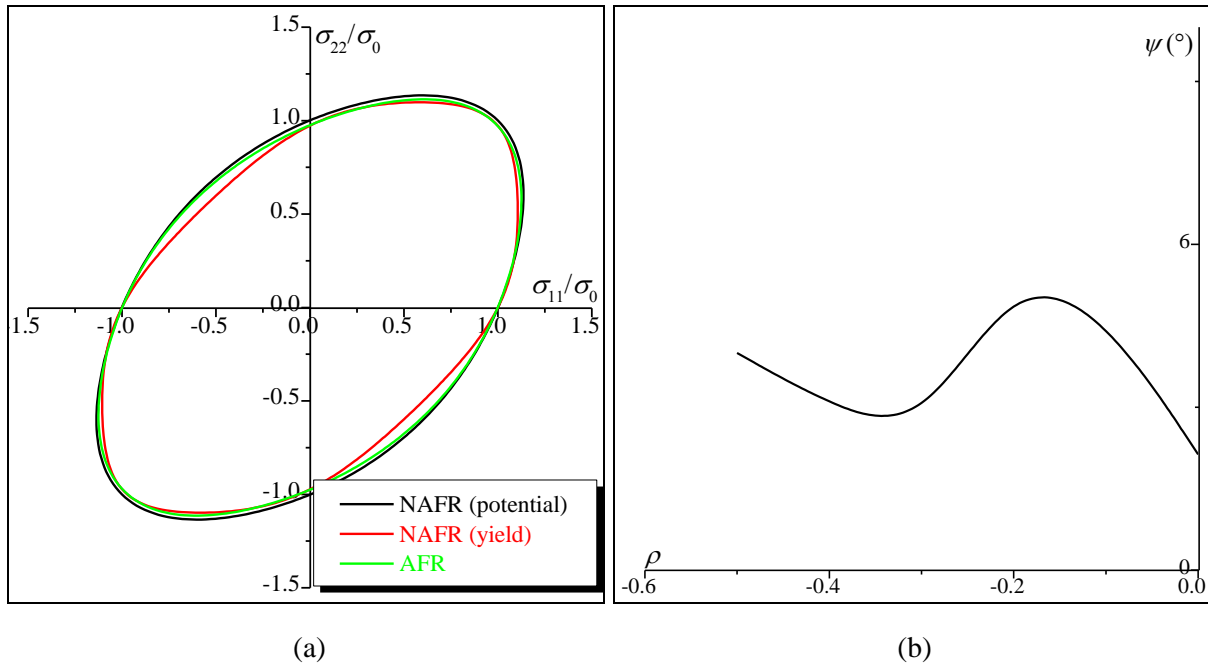 1.5
σ22/σ0
1.0
0.5
0.0
σ11/σ0
-1.5 -1.0 -0.5 0.0 0.5 1.0 1.5
-0.5
-1.0
-1.5
NAFR (potential)
NAFR (yield)
AFR
(a)
ψ(°)
6
ρ
0
-0.6 -0.4 -0.2 0.0
(b)